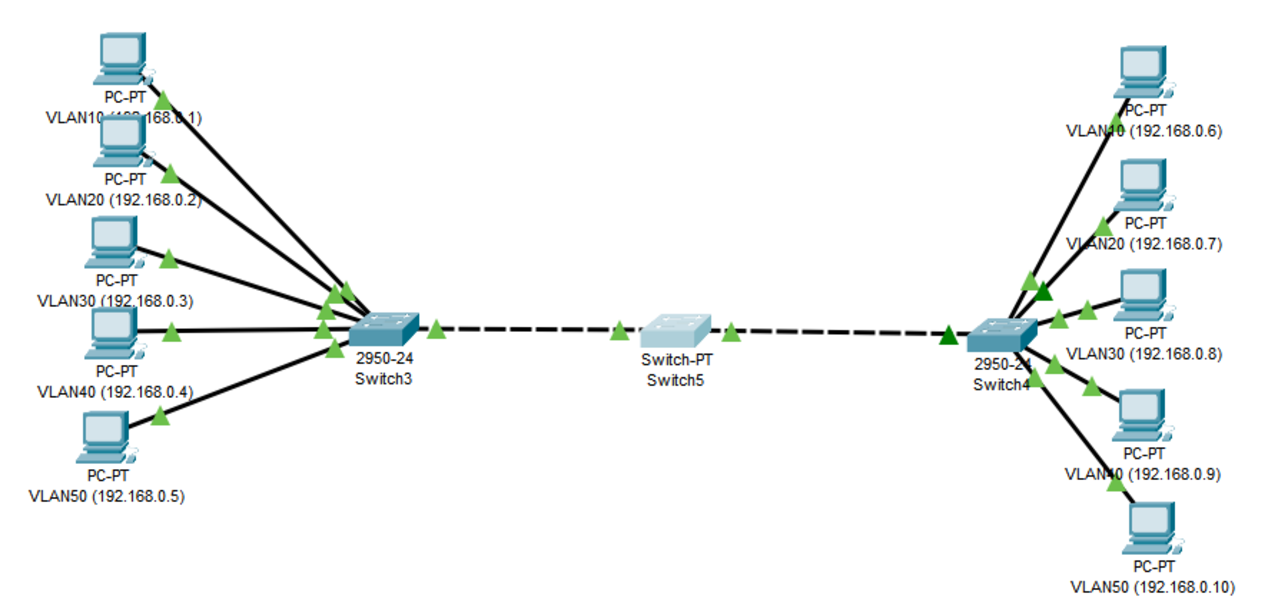 PC-PT
VLAN10 (192.168.0.1)
PC-PT
VLAN20 (192.168.0.2)
PC-PT
VLAN30 (192.168.0.3)
PC-PT
VLAN40 (192.168.0.4)
PC-PT
VLAN50 (192.168.0.5)
2950-24
Switch3
Switch-PT
Switch5
2950-24
Switch4
PC-PT
VLAN10 (192.168.0.6)
PC-PT
VLAN20 (192.168.0.7)
PC-PT
VLAN30 (192.168.0.8)
PC-PT
VLAN40 (192.168.0.9)
PC-PT
VLAN50 (192.168.0.10)